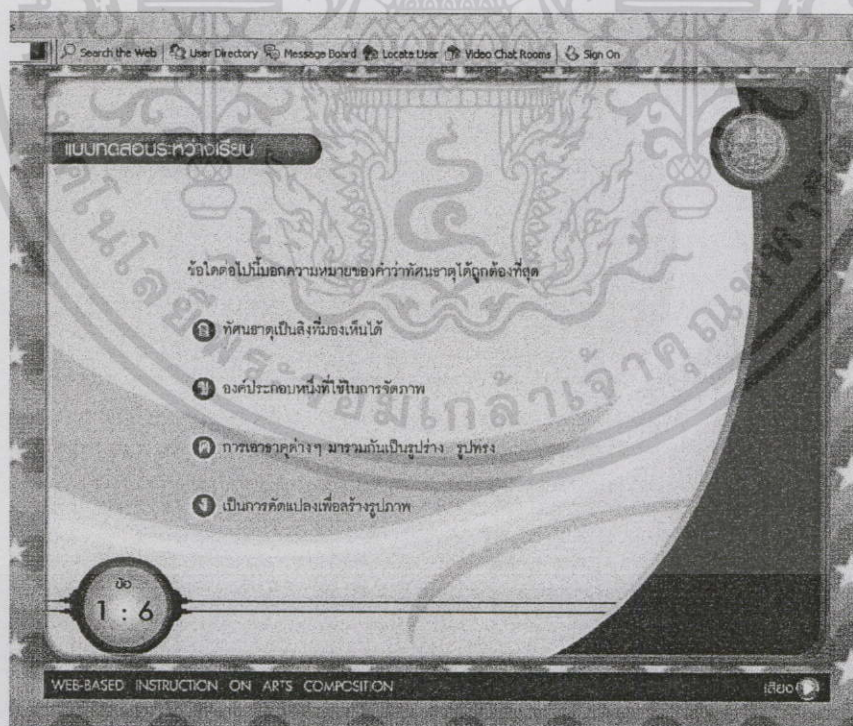 Search the Web User Directory Message Board Locate User Video Chat Rooms Sign On
แบบทดสอบระหว่างเรียน
ข้อใดต่อไปนี้บอกความหมายของคำว่าทัศนธาตุได้ถูกต้องที่สุด
ก ทัศนธาตุเป็นสิ่งที่มองเห็นได้
ข องค์ประกอบหนึ่งที่ใช้ในการจัดภาพ
ค การเอาธาตุต่างๆ มารวมกันเป็นรูปร่าง รูปทรง
ง เป็นการดัดแปลงเพื่อสร้างรูปภาพ
ข้อ
1 : 6
WEB-BASED INSTRUCTION ON ARTS COMPOSITION เสียง